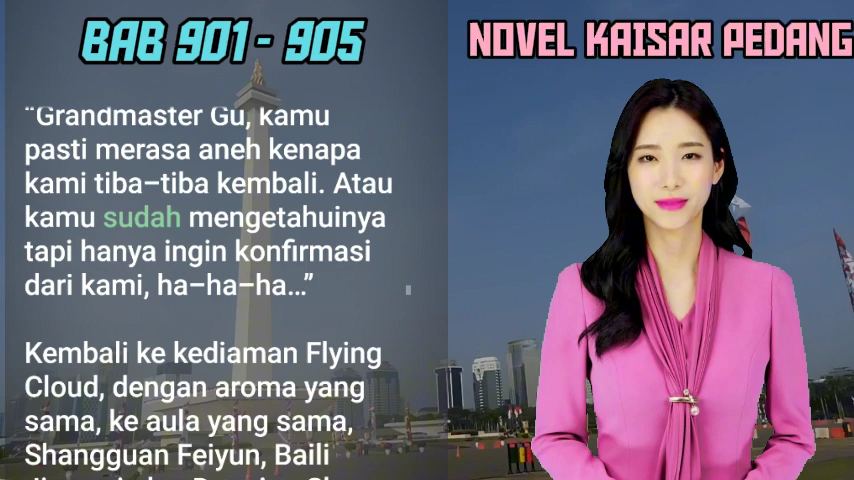 BAB 901 - 905
NOVEL KAISAR PEDANG
“Grandmaster Gu, kamu
pasti merasa aneh kenapa
kami tiba–tiba kembali. Atau
kamu sudah mengetahuinya
tapi hanya ingin konfirmasi
dari kami, ha–ha–ha…”
Kembali ke kediaman Flying
Cloud, dengan aroma yang
sama, ke aula yang sama,
Shangguan Feiyun, Baili